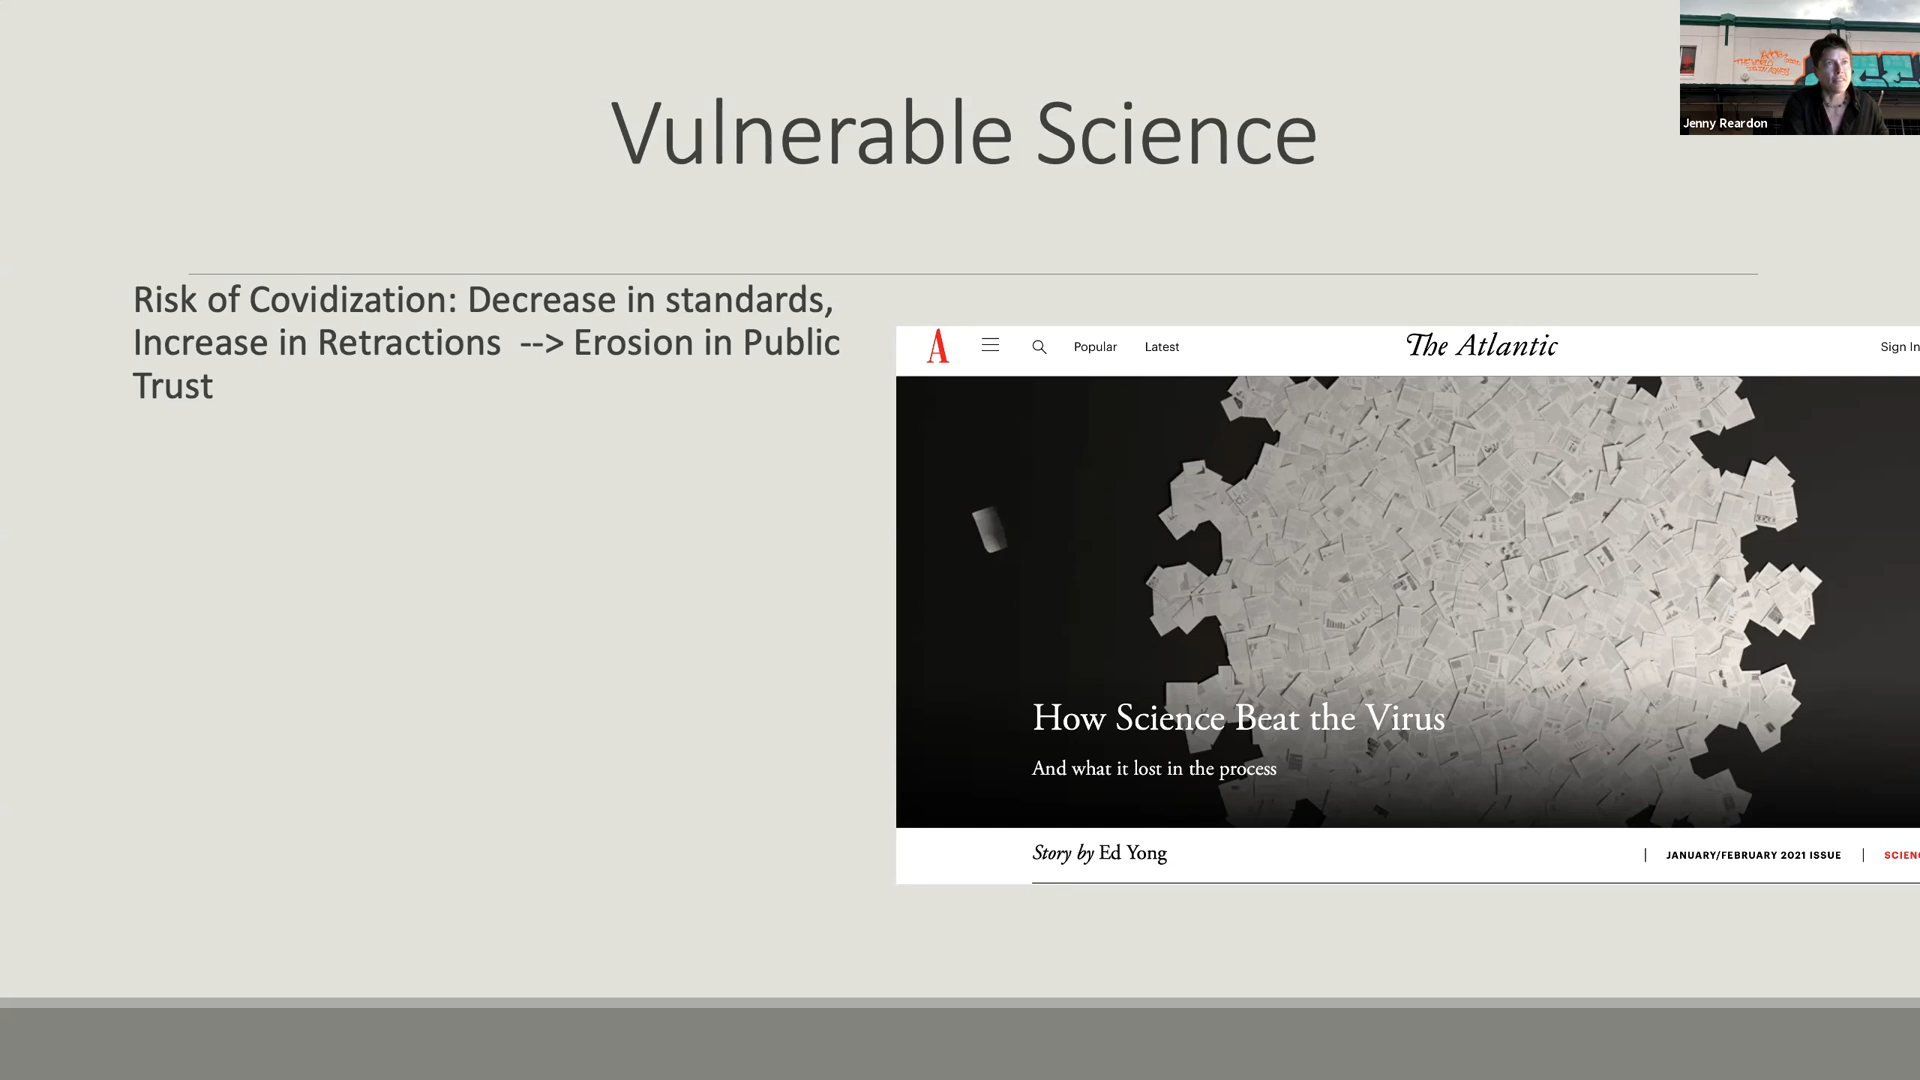 Vulnerable Science
Jenny Reardon
Risk of Covidization: Decrease in standards,
Increase in Retractions --> Erosion in Public
Trust
A
Popular
Latest
The Atlantic
Sign In
How Science Beat the Virus
And what it lost in the process
Story by Ed Yong
JANUARY/FEBRUARY 2021 ISSUE